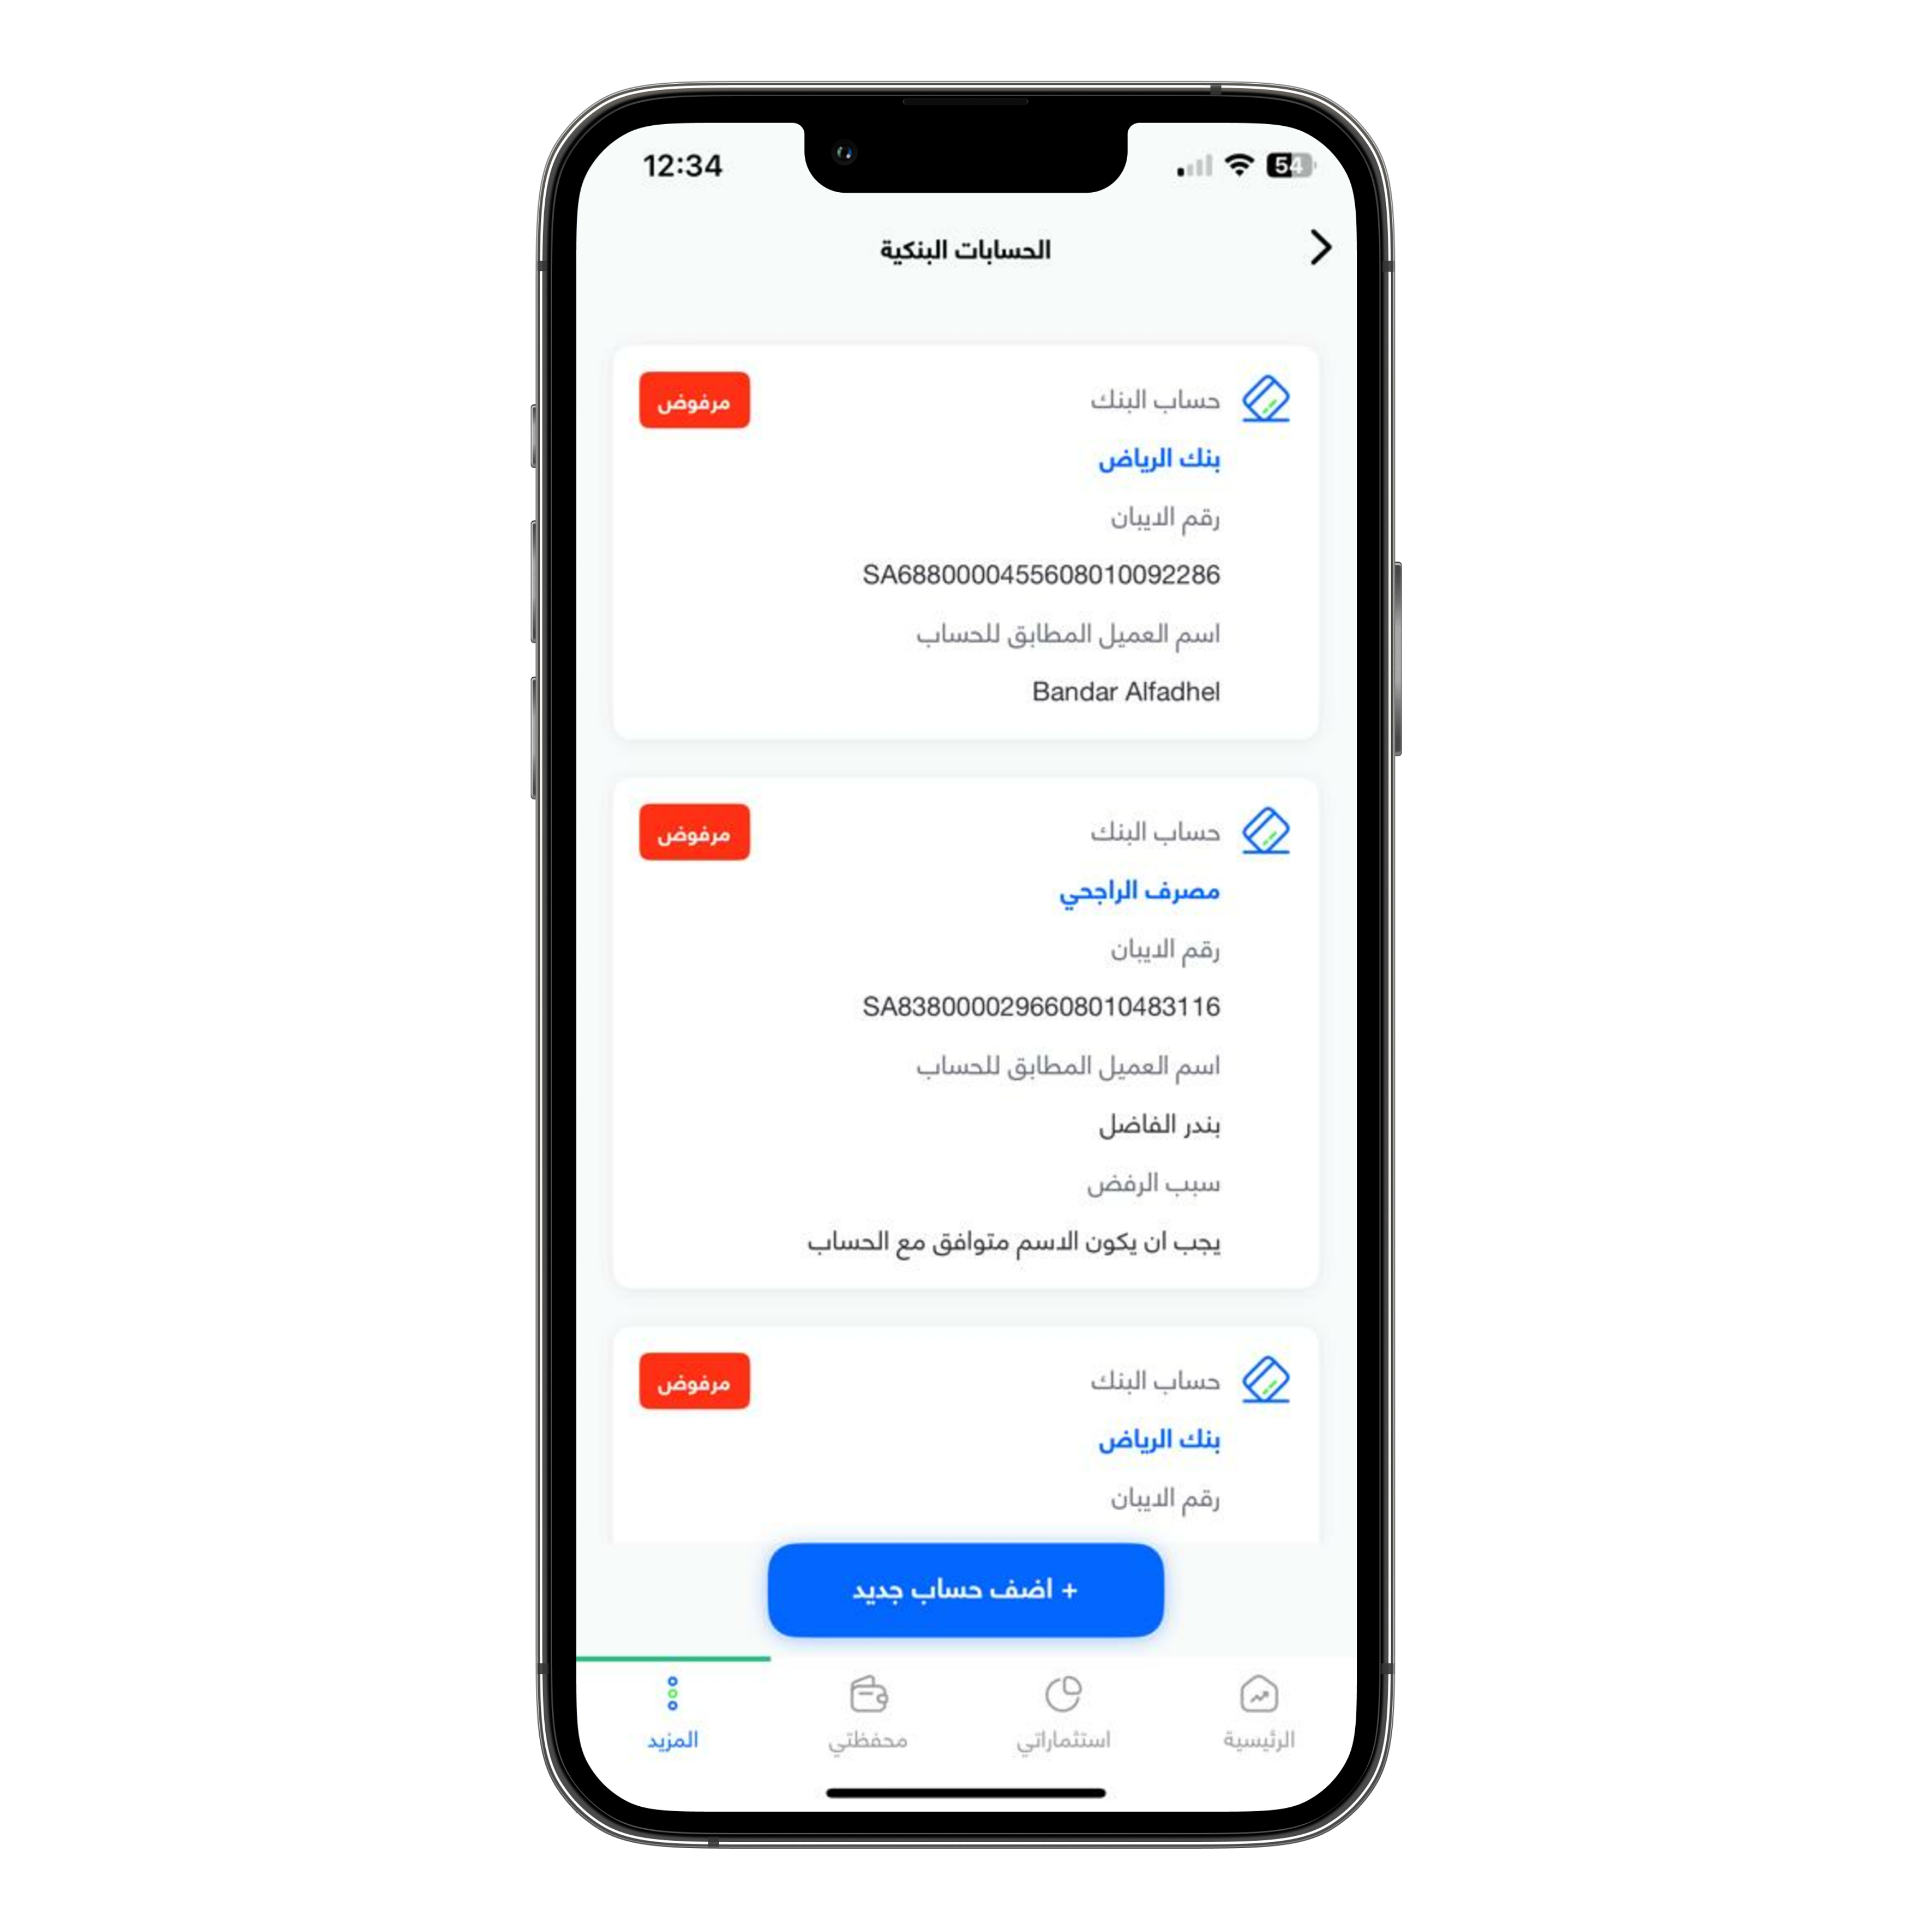 12:34
54
الحسابات البنكية
حساب البنك
مرفوض
بنك الرياض
رقم الايبان
SA6880000455608010092286
اسم العميل المطابق للحساب
Bandar Alfadhel
حساب البنك
مرفوض
مصرف الراجحي
رقم الايبان
SA8380000296608010483116
اسم العميل المطابق للحساب
بندر الفاضل
سبب الرفض
يجب ان يكون الاسم متوافق مع الحساب
حساب البنك
مرفوض
بنك الرياض
رقم الايبان
+ اضف حساب جديد
الرئيسية
استثماراتي
محفظتي
المزيد